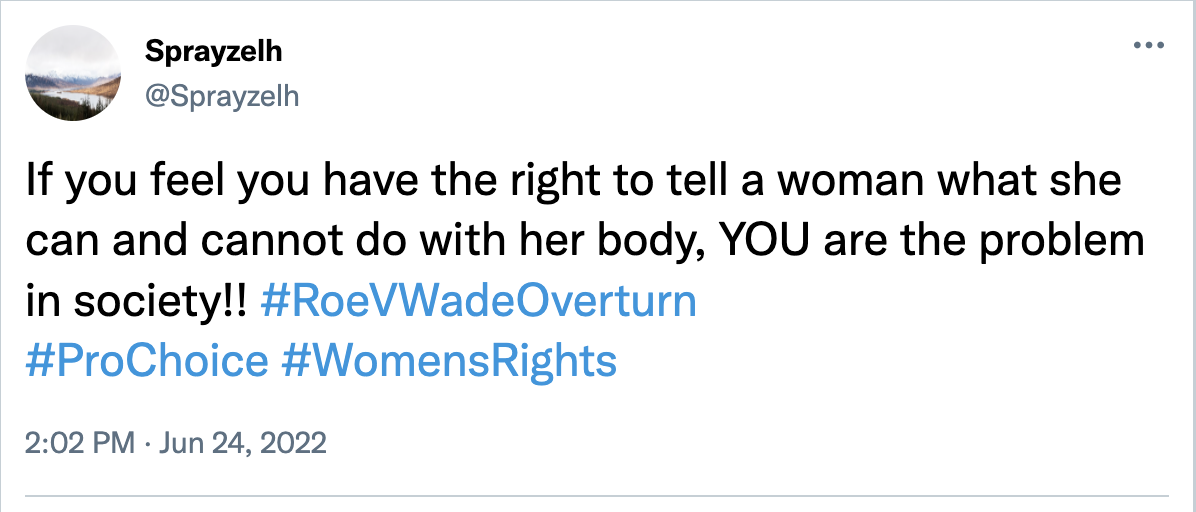 Sprayzelh
@Sprayzelh
If you feel you have the right to tell a woman what she
can and cannot do with her body, YOU are the problem
in society!! #RoeVWadeOverturn
#ProChoice #WomensRights
2:02 PM · Jun 24, 2022